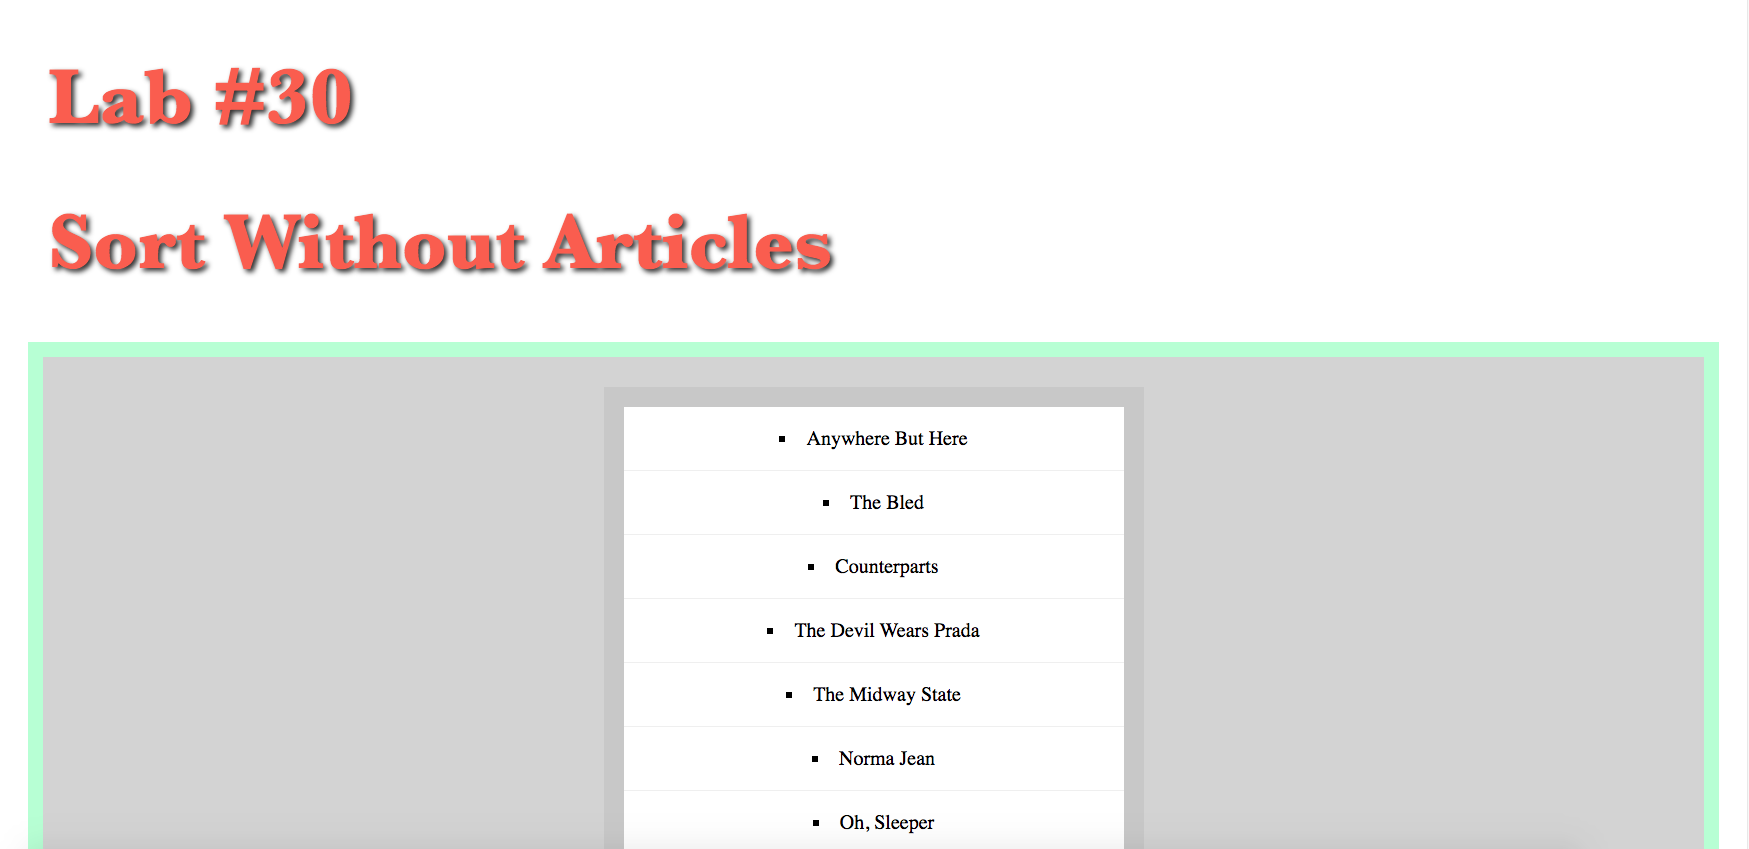 Lab #30
Sort Without Articles
Anywhere But Here
The Bled
Counterparts
The Devil Wears Prada
The Midway State
Norma Jean
Oh, Sleeper